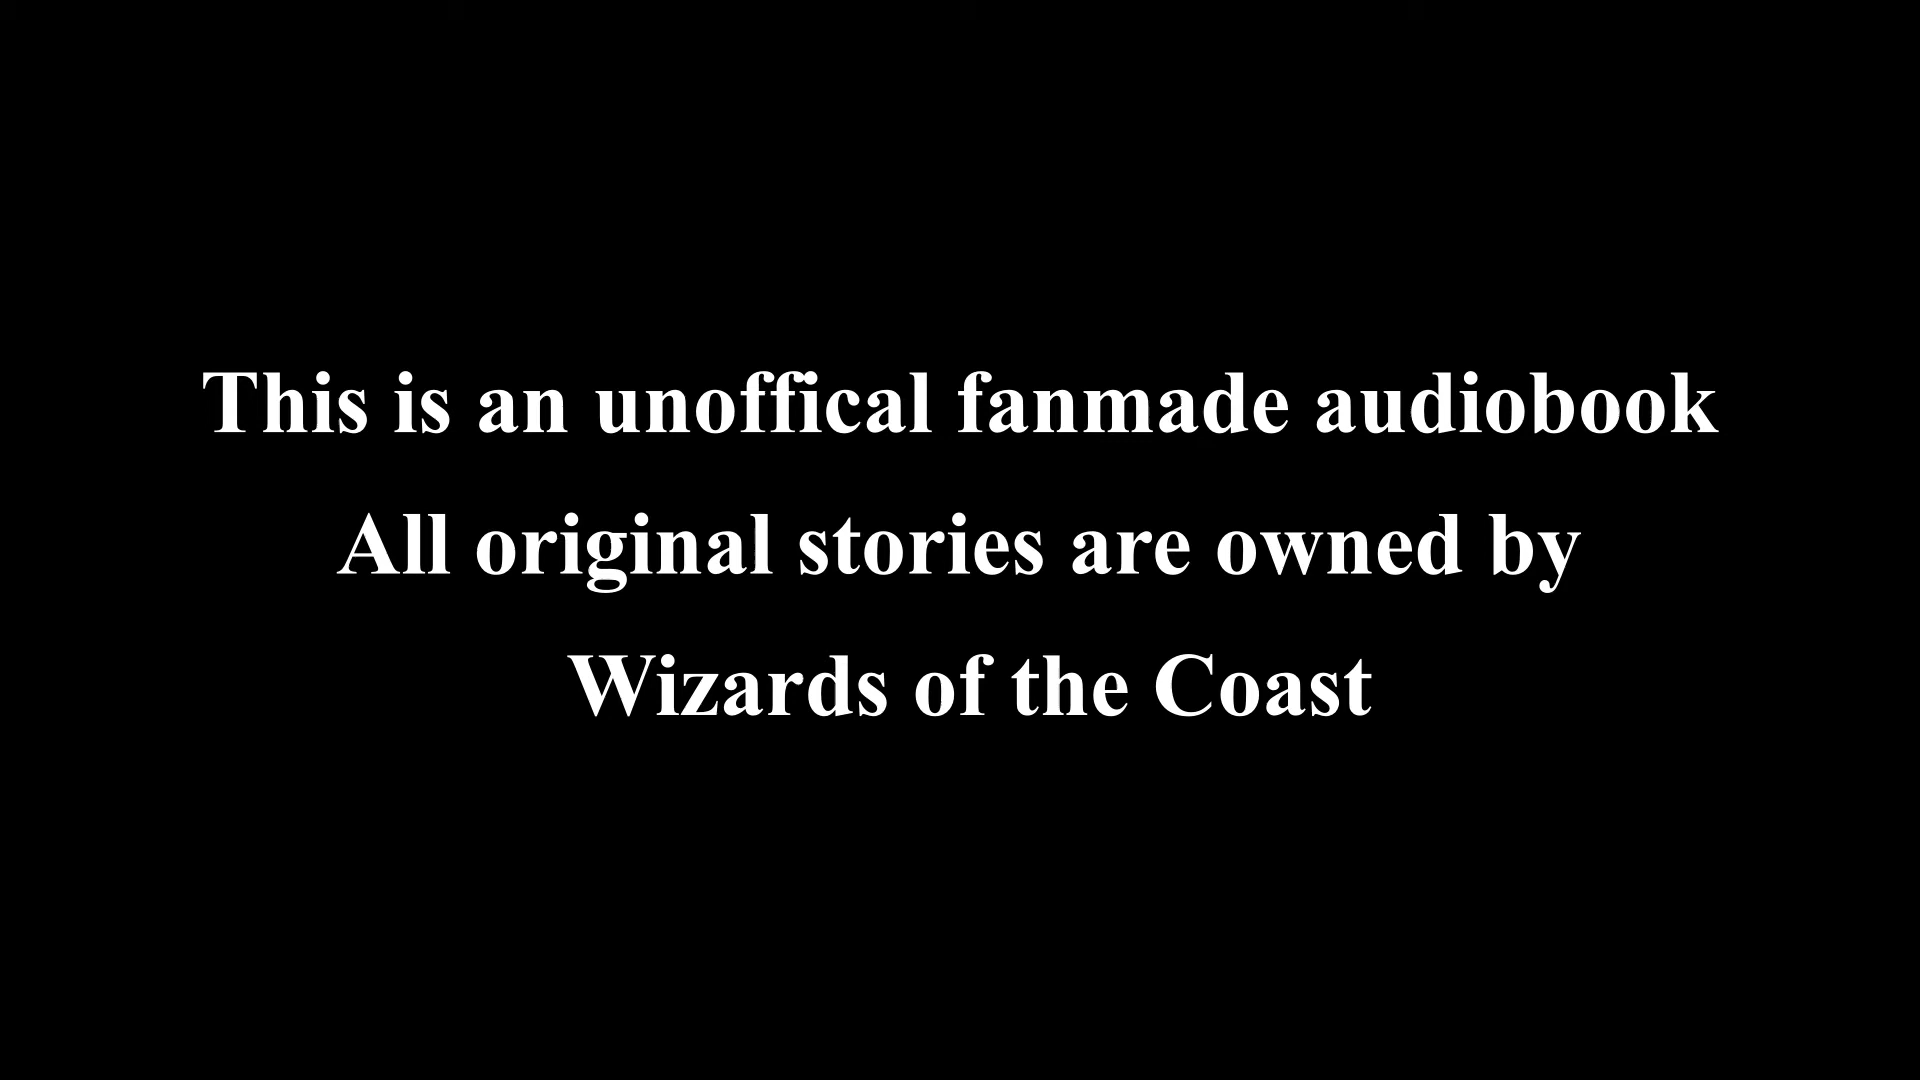 This is an unoffical fanmade audiobook
All original stories are owned by
Wizards of the Coast